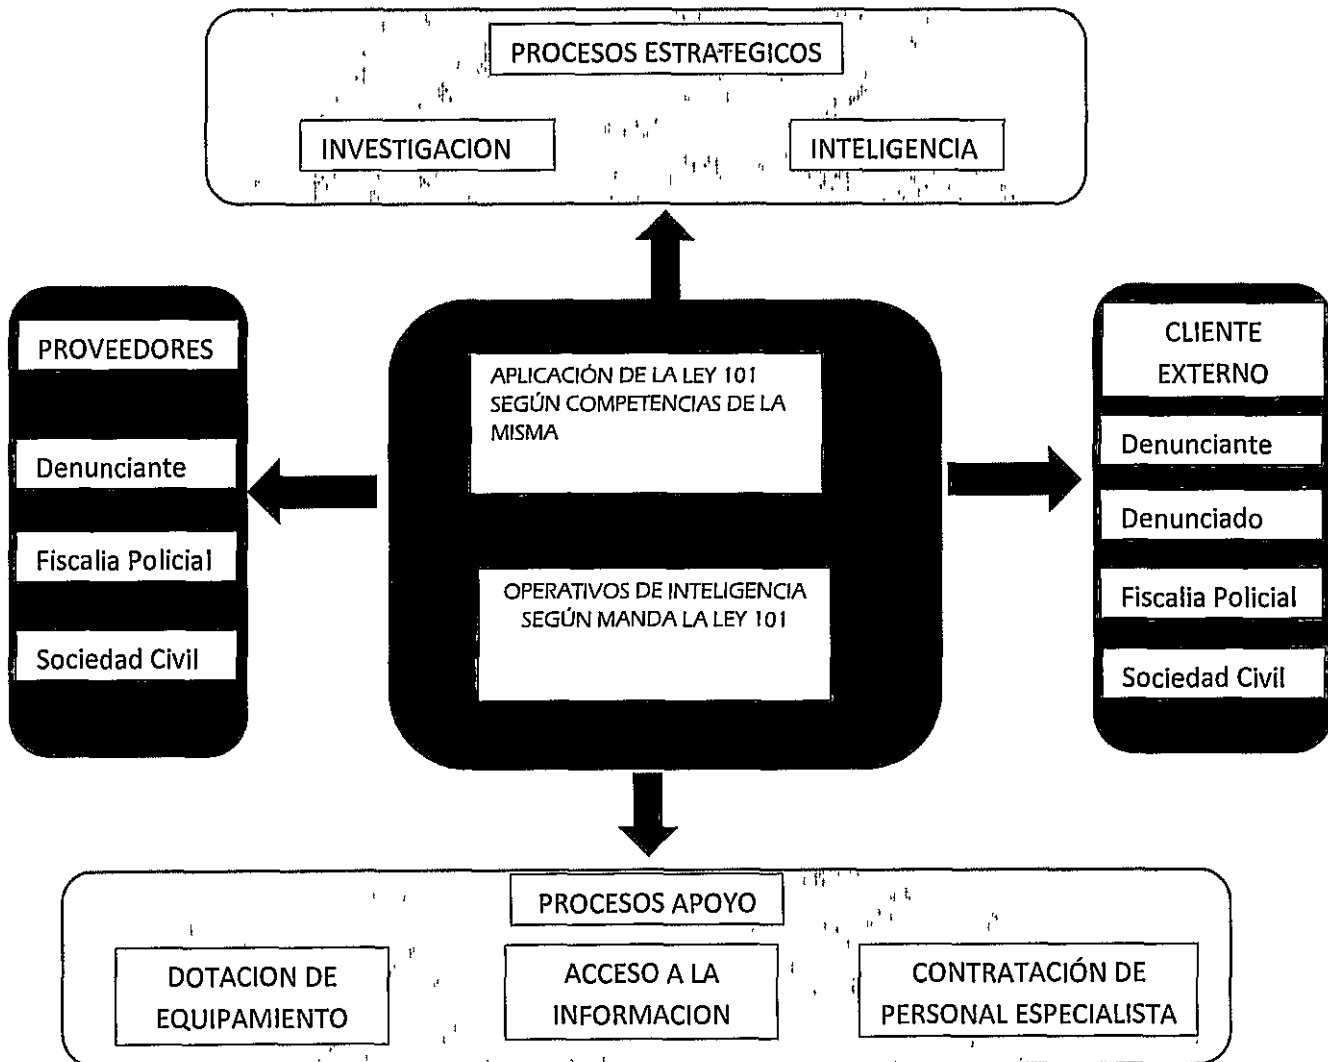 PROCESOS ESTRATEGICOS
INVESTIGACION
INTELIGENCIA
PROVEEDORES
Denunciante
Fiscalia Policial
Sociedad Civil
APLICACIÓN DE LA LEY 101
SEGÚN COMPETENCIAS DE LA
MISMA
OPERATIVOS DE INTELIGENCIA
SEGÚN MANDA LA LEY 101
CLIENTE
EXTERNO
Denunciante
Denunciado
Fiscalia Policial
Sociedad Civil
PROCESOS APOYO
DOTACION DE
EQUIPAMIENTO
ACCESO A LA
INFORMACION
CONTRATACIÓN DE
PERSONAL ESPECIALISTA